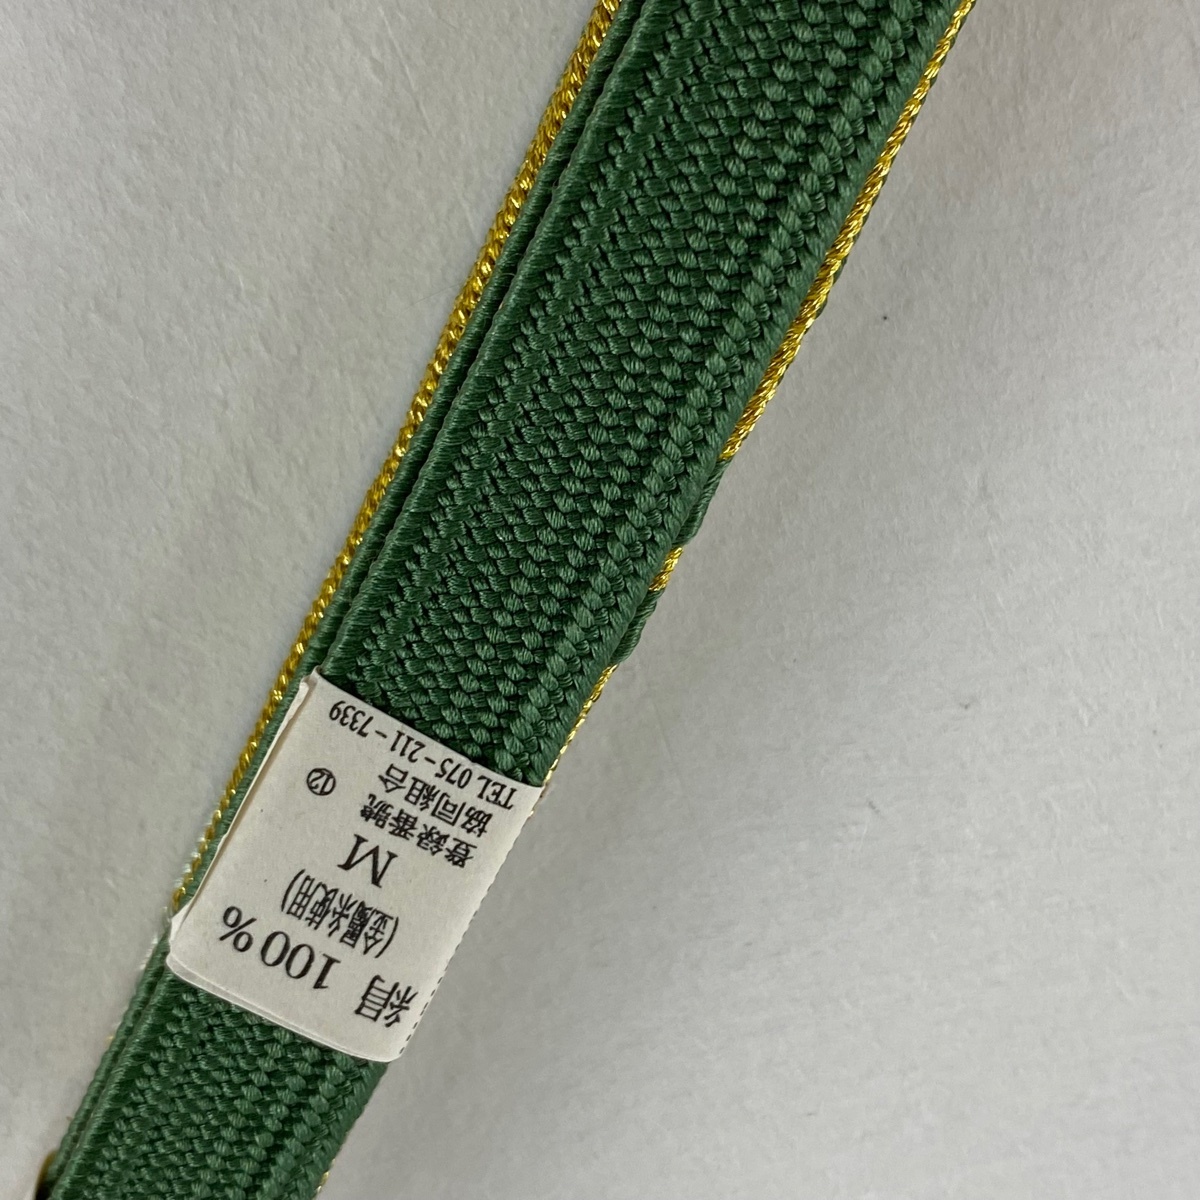 絹 100%
(金属糸使用)
M
登録番號 ⑫
協同組合
TEL 075-211-7339